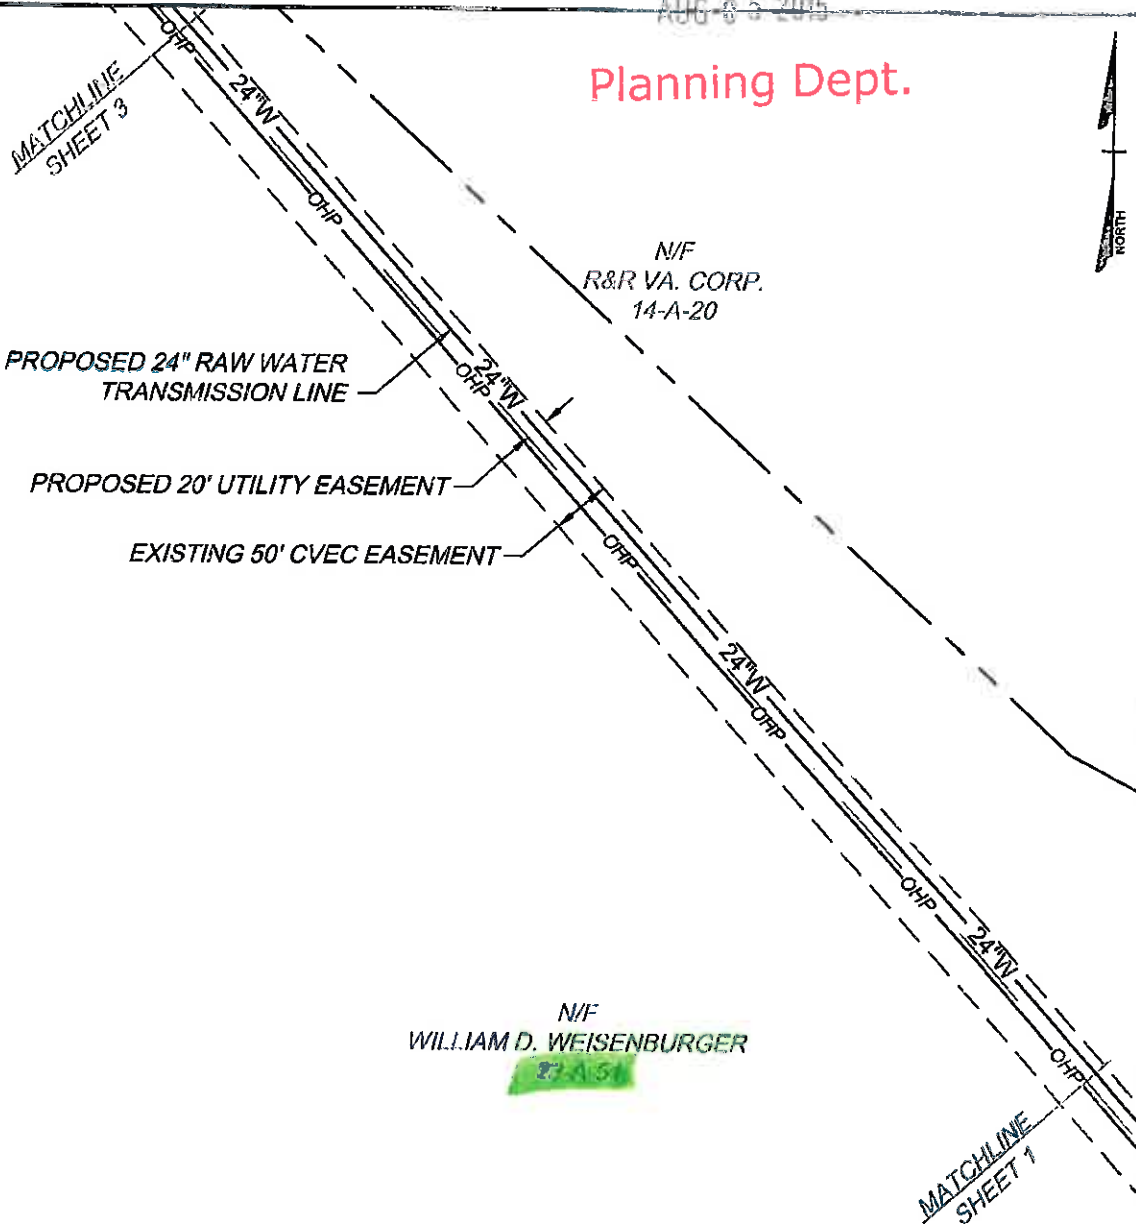 Planning Dept.
MATCHLINE
SHEET 3
OHP
24"W
OHP
NORTH
N/F
R&R VA. CORP.
14-A-20
PROPOSED 24" RAW WATER
TRANSMISSION LINE
24"W
OHP
PROPOSED 20' UTILITY EASEMENT
EXISTING 50' CVEC EASEMENT
OHP
24"W
OHP
OHP
24"W
N/F
WILLIAM D. WEISENBURGER
OHP
MATCHLINE
SHEET 1